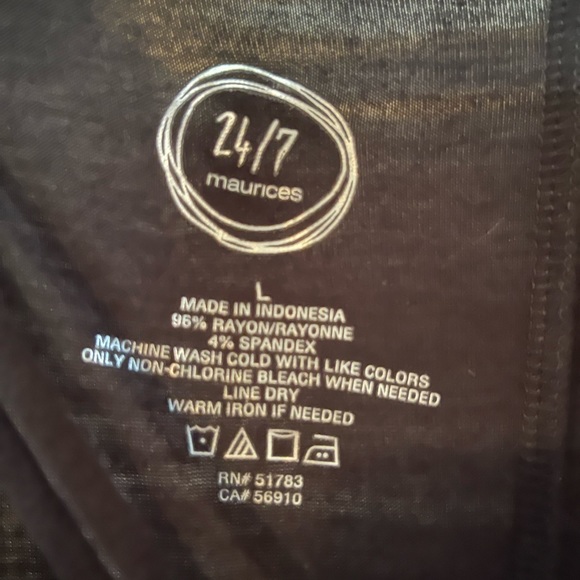 24/7
maurices
L
MADE IN INDONESIA
96% RAYON/RAYONNE
4% SPANDEX
MACHINE WASH COLD WITH LIKE COLORS
ONLY NON-CHLORINE BLEACH WHEN NEEDED
LINE DRY
WARM IRON IF NEEDED
RN# 51783
CA# 56910